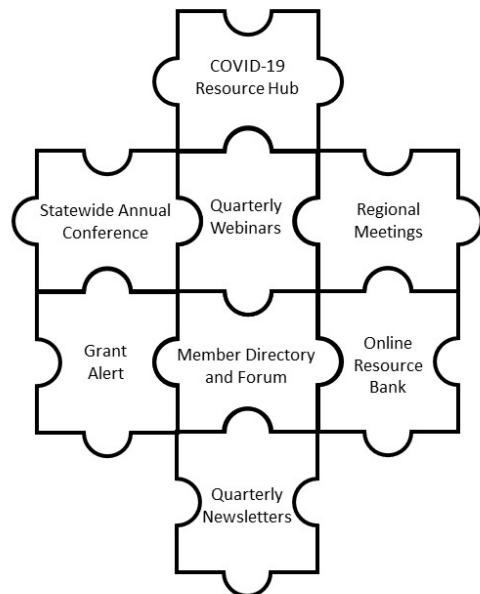 COVID-19
Resource Hub
Statewide Annual
Conference
Quarterly
Webinars
Regional
Meetings
Grant
Alert
Member Directory
and Forum
Online
Resource
Bank
Quarterly
Newsletters